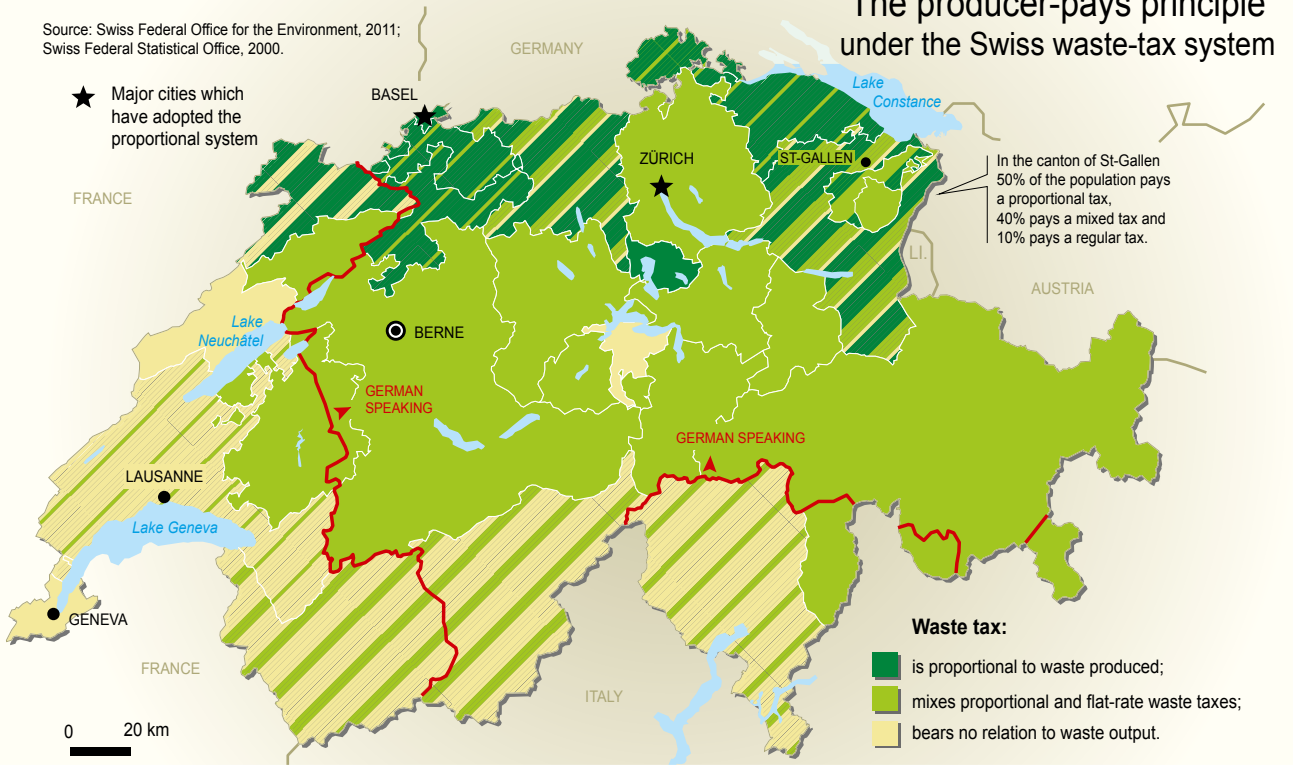 The producer-pays principle
under the Swiss waste-tax system
Source: Swiss Federal Office for the Environment, 2011;
Swiss Federal Statistical Office, 2000.
★ Major cities which
have adopted the
proportional system
GERMANY
BASEL
Lake
Constance
ZÜRICH
ST-GALLEN
In the canton of St-Gallen
50% of the population pays
a proportional tax,
40% pays a mixed tax and
10% pays a regular tax.
FRANCE
LI.
AUSTRIA
Lake
Neuchâtel
BERNE
GERMAN
SPEAKING
GERMAN SPEAKING
LAUSANNE
Lake Geneva
GENEVA
FRANCE
ITALY
Waste tax:
is proportional to waste produced;
mixes proportional and flat-rate waste taxes;
bears no relation to waste output.
0 20 km